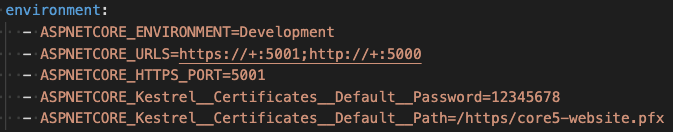 environment:
- ASPNETCORE_ENVIRONMENT=Development
- ASPNETCORE_URLS=https://+:5001;http://+:5000
- ASPNETCORE_HTTPS_PORT=5001
- ASPNETCORE_Kestrel__Certificates__Default__Password=12345678
- ASPNETCORE_Kestrel__Certificates__Default__Path=/https/core5-website.pfx